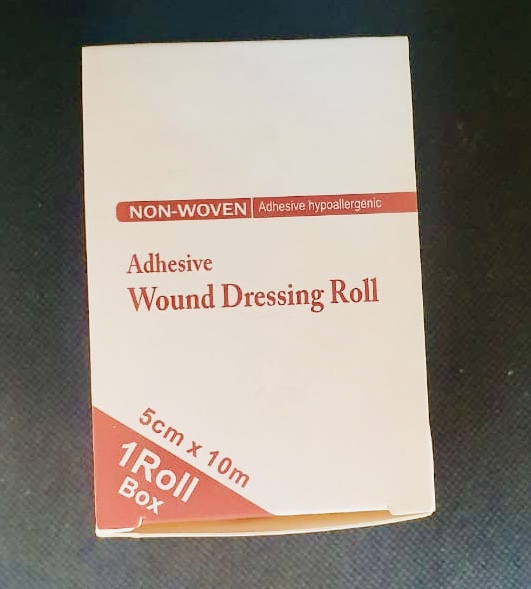 NON-WOVEN Adhesive hypoallergenic
Adhesive
Wound Dressing Roll
5cm x 10m
1Roll
Box